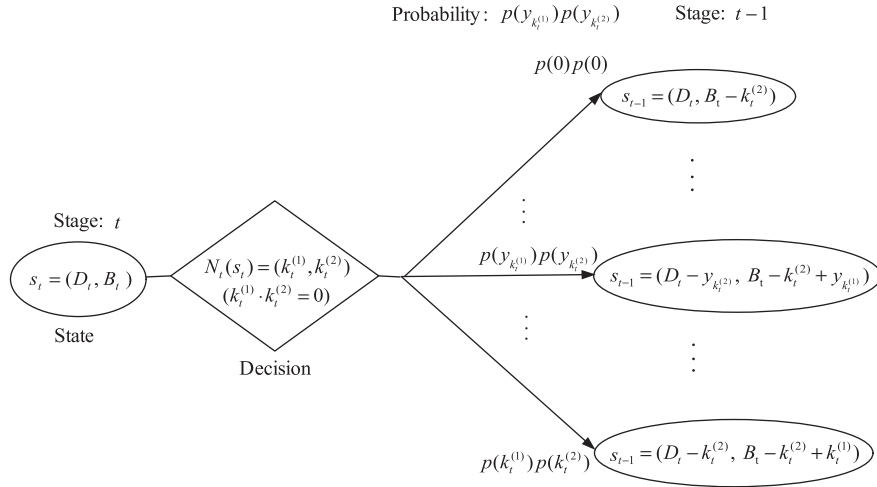 Probability: p(y_{k_t^{(1)}})p(y_{k_t^{(2)}}) Stage: t−1
p(0)p(0)
s_{t−1}=(D_t, B_t−k_t^{(2)})
Stage: t
s_t=(D_t, B_t)
State
N_t(s_t)=(k_t^{(1)}, k_t^{(2)})
(k_t^{(1)}·k_t^{(2)}=0)
Decision
p(y_{k_t^{(1)}})p(y_{k_t^{(2)}})
s_{t−1}=(D_t−y_{k_t^{(2)}}, B_t−k_t^{(2)}+y_{k_t^{(1)}})
p(k_t^{(1)})p(k_t^{(2)})
s_{t−1}=(D_t−k_t^{(2)}, B_t−k_t^{(2)}+k_t^{(1)})